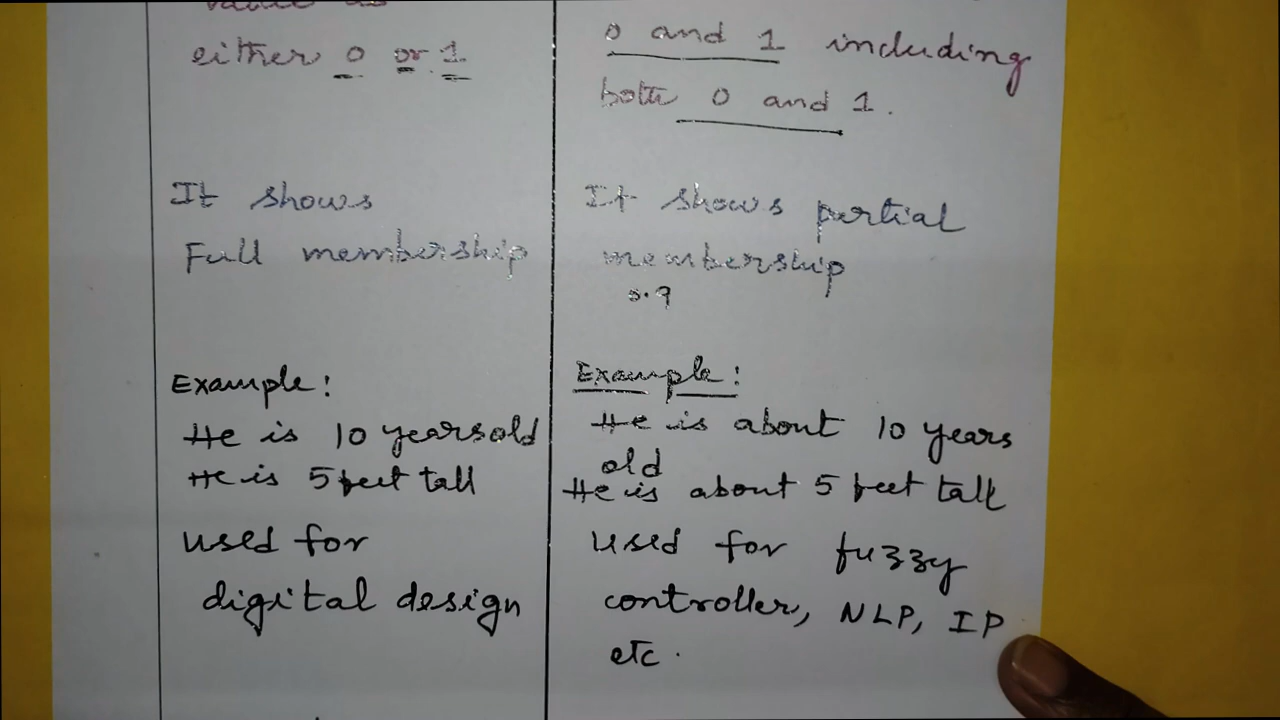 either 0 or 1
It shows
Full membership
Example:
He is 10 years old
He is 5 feet tall
used for
digital design
0 and 1 including
both 0 and 1.
It shows partial
membership
0.9
Example:
He is about 10 years
old
He is about 5 feet tall
used for fuzzy
controller, NLP, IP
etc.